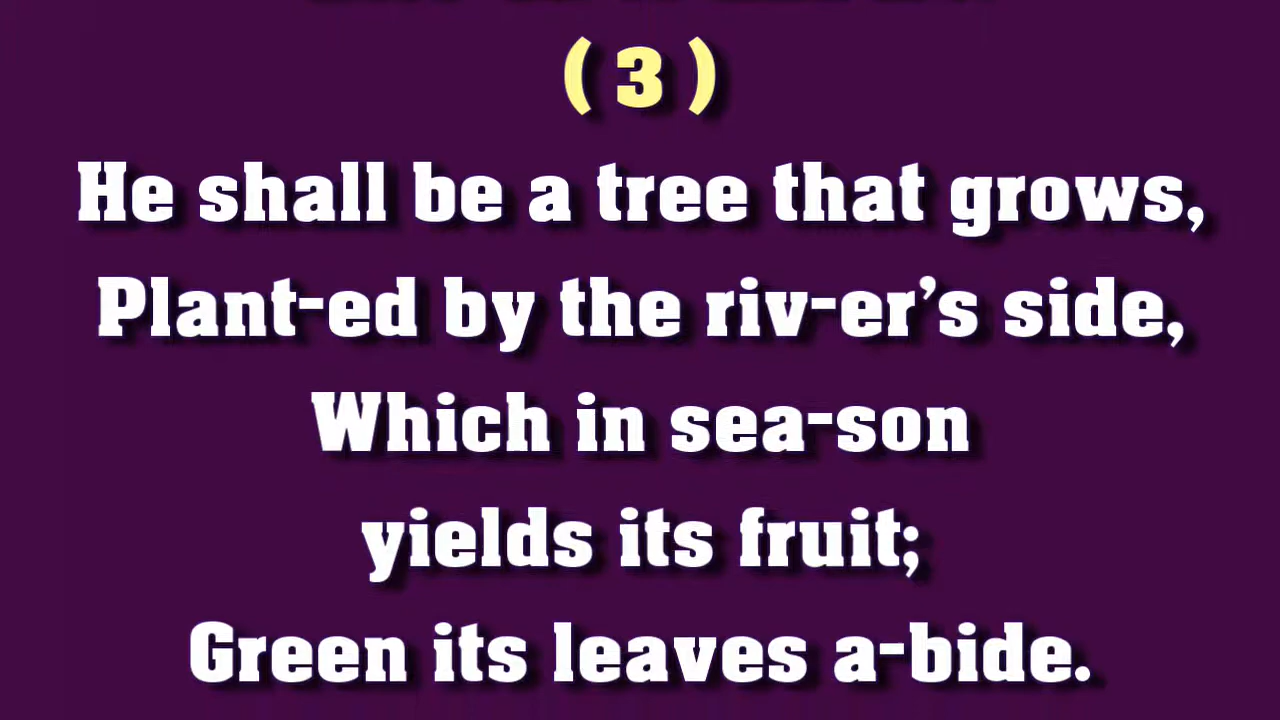 ( 3 )
He shall be a tree that grows,
Plant-ed by the riv-er’s side,
Which in sea-son
yields its fruit;
Green its leaves a-bide.